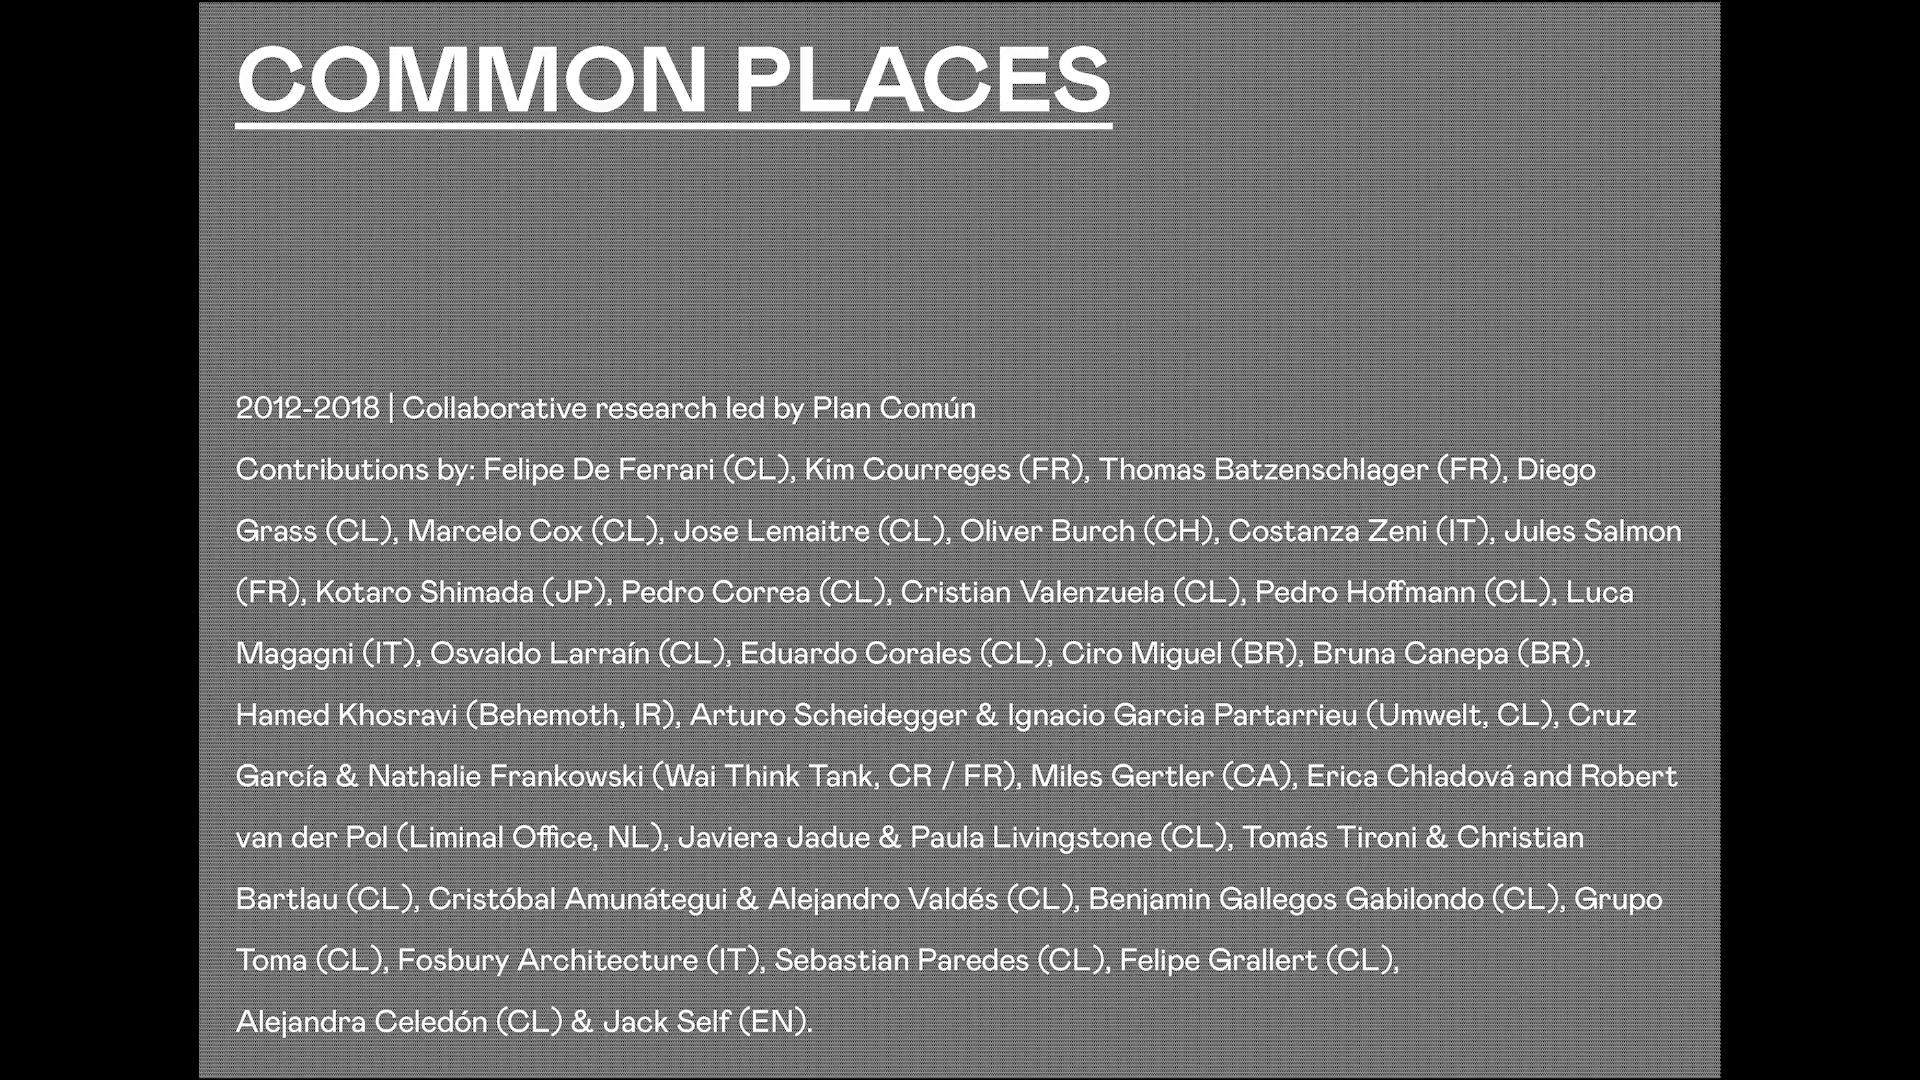 COMMON PLACES
2012-2018 | Collaborative research led by Plan Común
Contributions by: Felipe De Ferrari (CL), Kim Courreges (FR), Thomas Batzenschlager (FR), Diego
Grass (CL), Marcelo Cox (CL), Jose Lemaitre (CL), Oliver Burch (CH), Costanza Zeni (IT), Jules Salmon
(FR), Kotaro Shimada (JP), Pedro Correa (CL), Cristian Valenzuela (CL), Pedro Hoffmann (CL), Luca
Magagni (IT), Osvaldo Larraín (CL), Eduardo Corales (CL), Ciro Miguel (BR), Bruna Canepa (BR),
Hamed Khosravi (Behemoth, IR), Arturo Scheidegger & Ignacio Garcia Partarrieu (Umwelt, CL), Cruz
García & Nathalie Frankowski (Wai Think Tank, CR / FR), Miles Gertler (CA), Erica Chladová and Robert
van der Pol (Liminal Office, NL), Javiera Jadue & Paula Livingstone (CL), Tomás Tironi & Christian
Bartlau (CL), Cristóbal Amunátegui & Alejandro Valdés (CL), Benjamin Gallegos Gabilondo (CL), Grupo
Toma (CL), Fosbury Architecture (IT), Sebastian Paredes (CL), Felipe Grallert (CL),
Alejandra Celedón (CL) & Jack Self (EN).